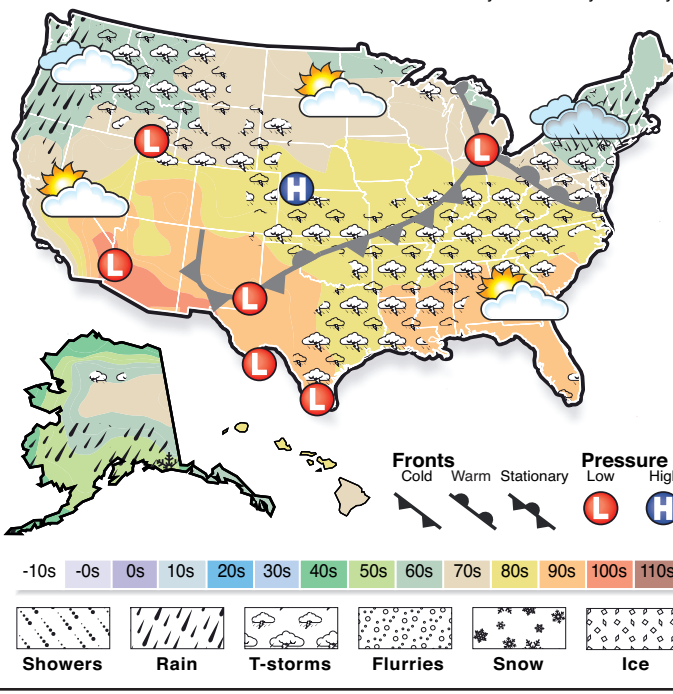 L
L
H
L
L
L
L
Fronts
Cold Warm Stationary
Pressure
Low High
L H
-10s -0s 0s 10s 20s 30s 40s 50s 60s 70s 80s 90s 100s 110s
Showers Rain T-storms Flurries Snow Ice